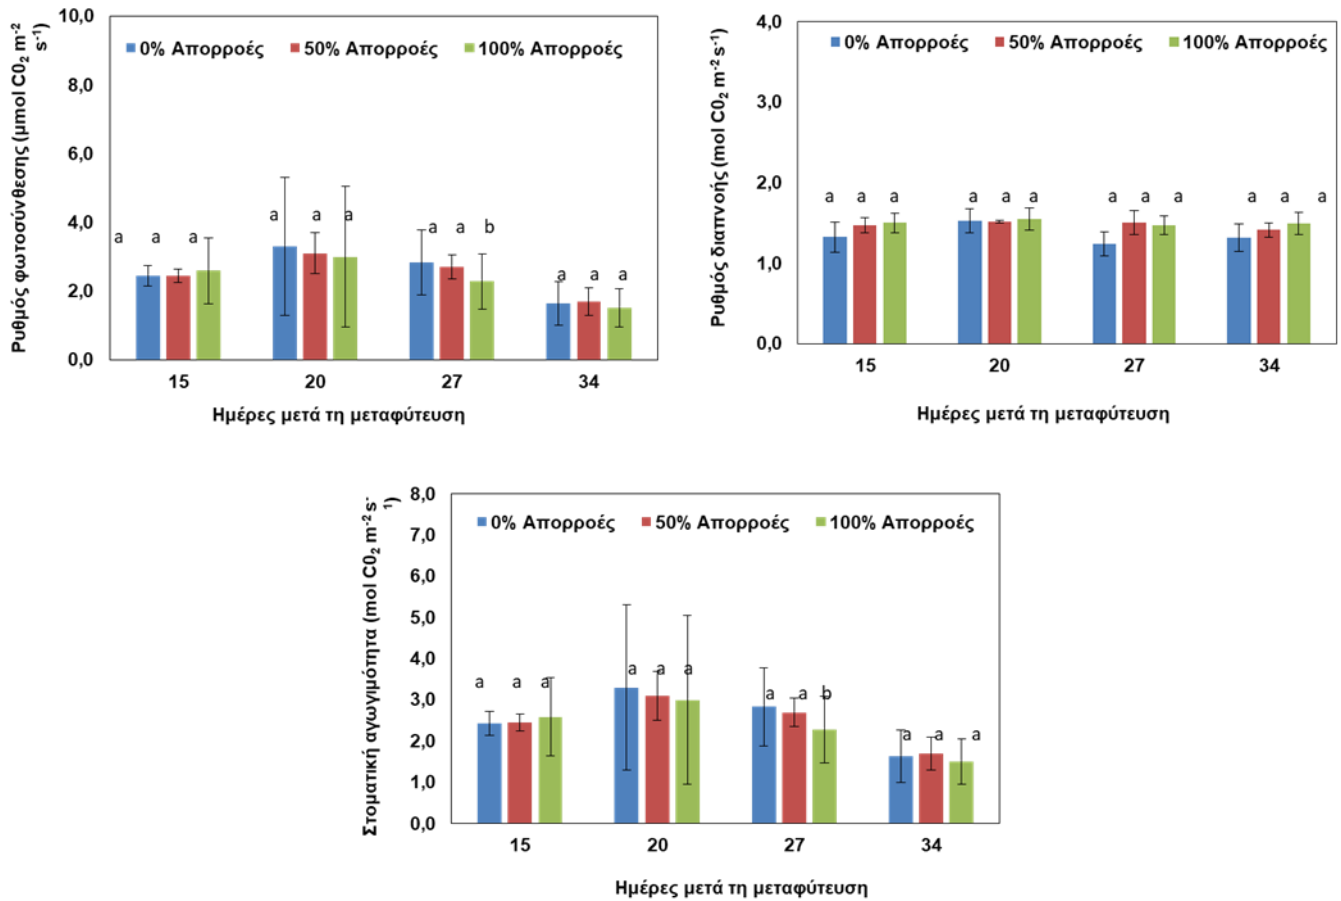 Ρυθμός φωτοσύνθεσης (μmol C0₂ m⁻²
s⁻¹)
10,0
8,0
6,0
4,0
2,0
0,0
0% Απορροές 50% Απορροές 100% Απορροές
a a a a a a a a b a a a
15 20 27 34
Ημέρες μετά τη μεταφύτευση
Ρυθμός διαπνοής (mol C0₂ m⁻² s⁻¹)
4,0
3,0
2,0
1,0
0,0
0% Απορροές 50% Απορροές 100% Απορροές
a a a a a a a a a a a a
15 20 27 34
Ημέρες μετά τη μεταφύτευση
Στοματική αγωγιμότητα (mol C0₂ m⁻² s⁻
¹)
8,0
7,0
6,0
5,0
4,0
3,0
2,0
1,0
0,0
0% Απορροές 50% Απορροές 100% Απορροές
a a a a a a a a b a a a
15 20 27 34
Ημέρες μετά τη μεταφύτευση